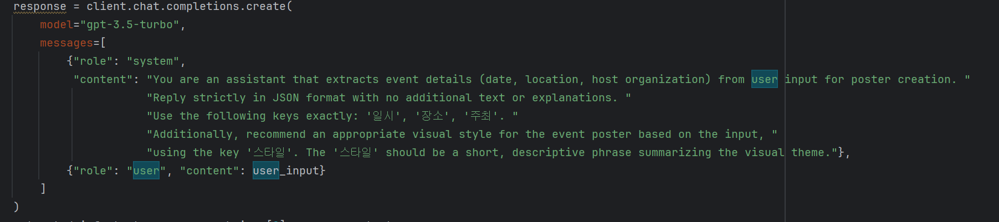 response = client.chat.completions.create(
model="gpt-3.5-turbo",
messages=[
{"role": "system",
"content": "You are an assistant that extracts event details (date, location, host organization) from user input for poster creation. "
"Reply strictly in JSON format with no additional text or explanations. "
"Use the following keys exactly: '일시', '장소', '주최'. "
"Additionally, recommend an appropriate visual style for the event poster based on the input, "
"using the key '스타일'. The '스타일' should be a short, descriptive phrase summarizing the visual theme."},
{"role": "user", "content": user_input}
]
)